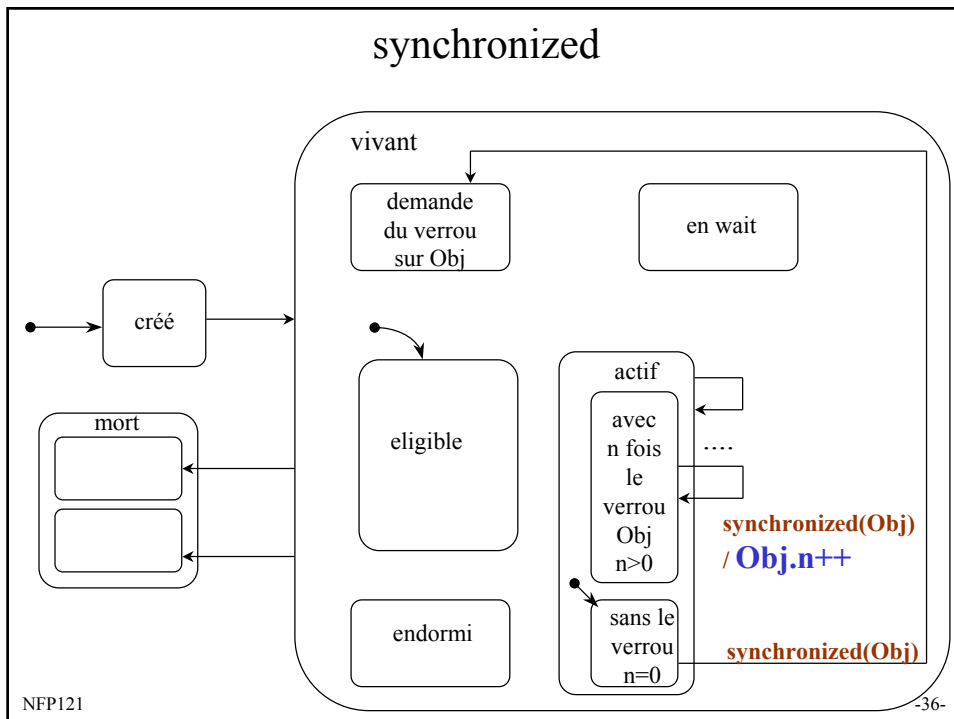 synchronized
vivant
demande
du verrou
sur Obj
en wait
créé
mort
eligible
actif
avec
n fois
le
verrou
Obj
n>0
....
synchronized(Obj)
/ Obj.n++
endormi
sans le
verrou
n=0
synchronized(Obj)
NFP121
-36-